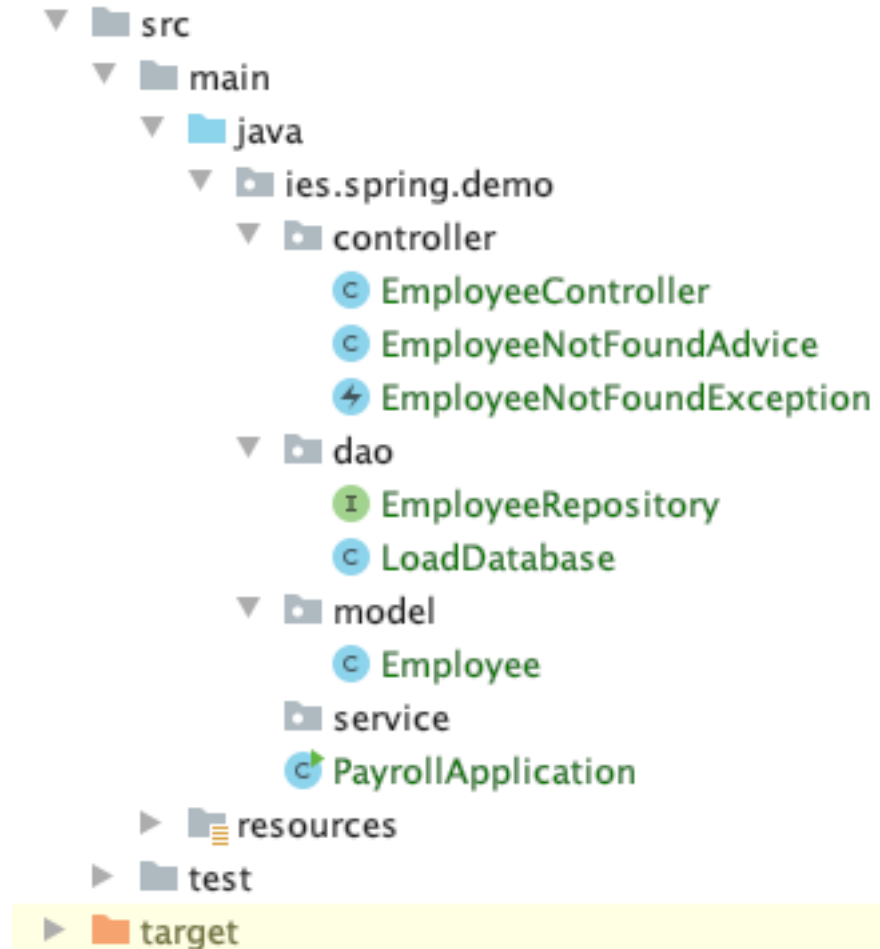 src
main
java
ies.spring.demo
controller
EmployeeController
EmployeeNotFoundAdvice
EmployeeNotFoundException
dao
EmployeeRepository
LoadDatabase
model
Employee
service
PayrollApplication
resources
test
target